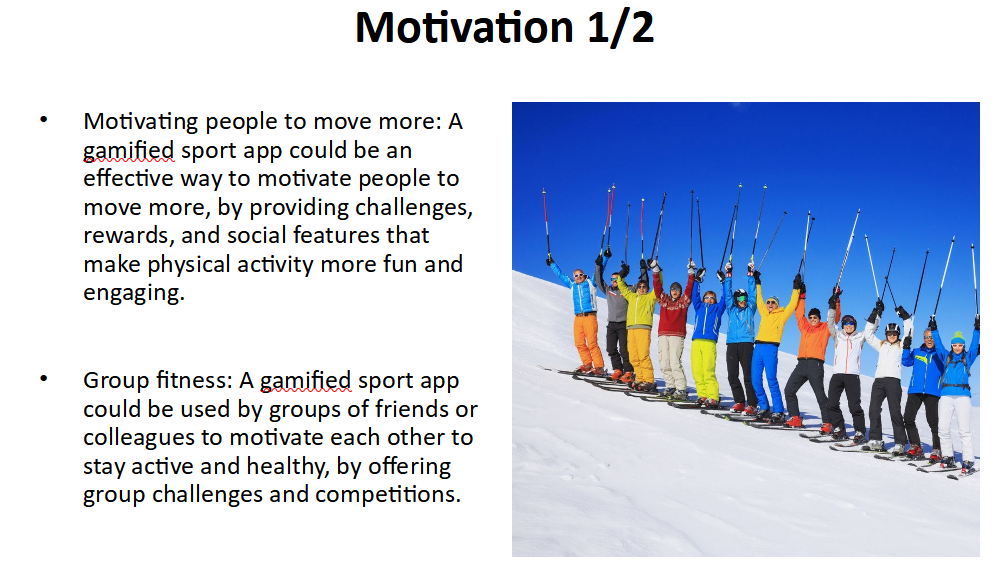 Motivation 1/2
• Motivating people to move more: A
gamified sport app could be an
effective way to motivate people to
move more, by providing challenges,
rewards, and social features that
make physical activity more fun and
engaging.
• Group fitness: A gamified sport app
could be used by groups of friends or
colleagues to motivate each other to
stay active and healthy, by offering
group challenges and competitions.